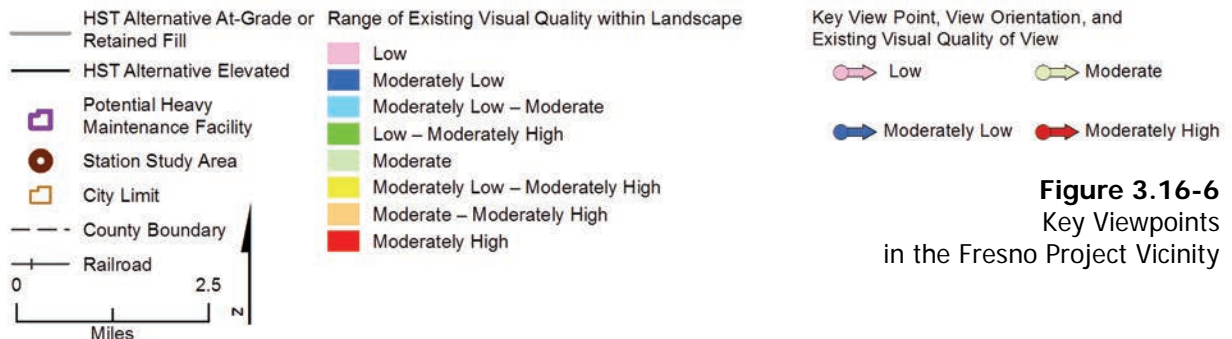 HST Alternative At-Grade or
Retained Fill
HST Alternative Elevated
Potential Heavy
Maintenance Facility
Station Study Area
City Limit
County Boundary
Railroad
0 2.5
Miles
N
Range of Existing Visual Quality within Landscape
Low
Moderately Low
Moderately Low – Moderate
Low – Moderately High
Moderate
Moderately Low – Moderately High
Moderate – Moderately High
Moderately High
Key View Point, View Orientation, and
Existing Visual Quality of View
Low
Moderate
Moderately Low
Moderately High
Figure 3.16-6
Key Viewpoints
in the Fresno Project Vicinity